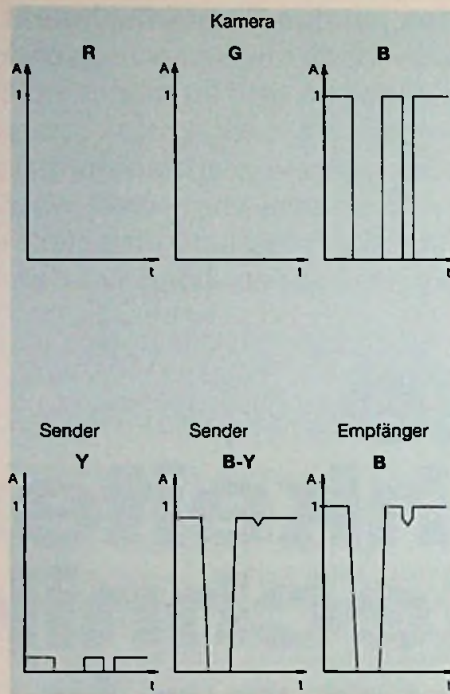 Kamera
R G B
A A A
1 1 1
t t t
Sender Sender Empfänger
Y B-Y B
A A A
1 1 1
t t t